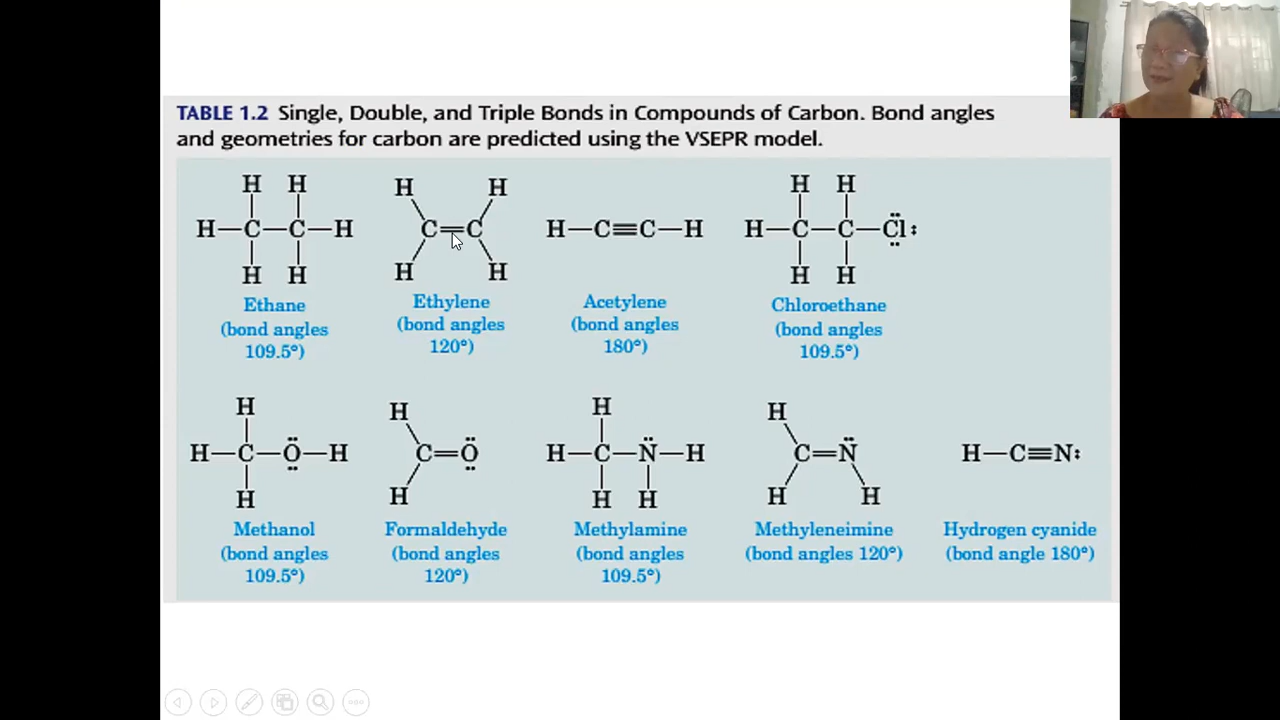 TABLE 1.2 Single, Double, and Triple Bonds in Compounds of Carbon. Bond angles
and geometries for carbon are predicted using the VSEPR model.
H H
H—C—C—H
H H
Ethane
(bond angles
109.5°)
H H
C=C
H H
Ethylene
(bond angles
120°)
H—C≡C—H
Acetylene
(bond angles
180°)
H H
H—C—C—C̤̈l:
H H
Chloroethane
(bond angles
109.5°)
H
H—C—Ö̤—H
H
Methanol
(bond angles
109.5°)
H
C=Ö̤
H
Formaldehyde
(bond angles
120°)
H
H—C—N̈—H
H H
Methylamine
(bond angles
109.5°)
H
C=N̈
H H
Methyleneimine
(bond angles 120°)
H—C≡N:
Hydrogen cyanide
(bond angle 180°)